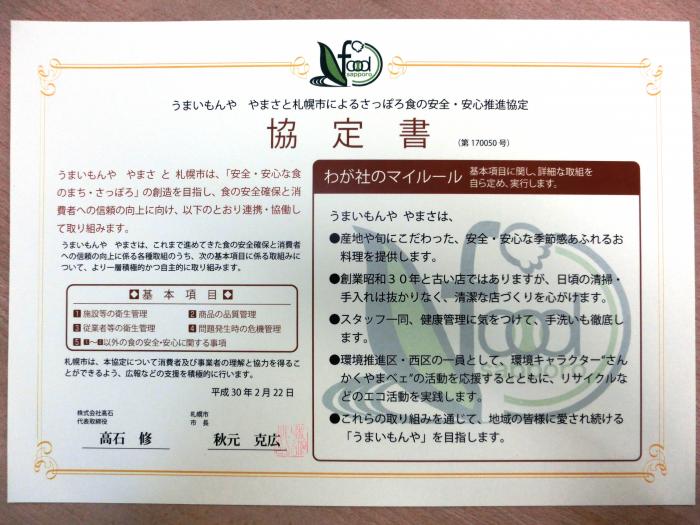 food
sapporo
うまいもんや　やまさと札幌市によるさっぽろ食の安全・安心推進協定
協定書
（第170050号）
うまいもんや　やまさ と 札幌市は、「安全・安心な食
のまち・さっぽろ」の創造を目指し、食の安全確保と消
費者への信頼の向上に向け、以下のとおり連携・協働し
て取り組みます。
うまいもんや　やまさは、これまで進めてきた食の安全確保と消費者
への信頼の向上に係る各種取組のうち、次の基本項目に係る取組みに
ついて、より一層積極的かつ自主的に取り組みます。
基本項目
1 施設等の衛生管理
2 商品の品質管理
3 従業者等の衛生管理
4 問題発生時の危機管理
5 1～4以外の食の安全・安心に関する事項
札幌市は、本協定について消費者及び事業者の理解と協力を得るこ
とができるよう、広報などの支援を積極的に行います。
平成30年2月22日
株式会社高石
代表取締役
高石　修
札幌市
市　長
秋元　克広
わが社のマイルール
基本項目に関し、詳細な取組を
自ら定め、実行します。
うまいもんや やまさは、
●産地や旬にこだわった、安全・安心な季節感あふれるお
料理を提供します。
●創業昭和３０年と古い店ではありますが、日頃の清掃・
手入れは抜かりなく、清潔な店づくりを心がけます。
●スタッフ一同、健康管理に気をつけて、手洗いも徹底し
ます。
●環境推進区・西区の一員として、環境キャラクター“さん
かくやまベェ”の活動を応援するとともに、リサイクルな
どのエコ活動を実践します。
●これらの取り組みを通じて、地域の皆様に愛され続ける
「うまいもんや」を目指します。